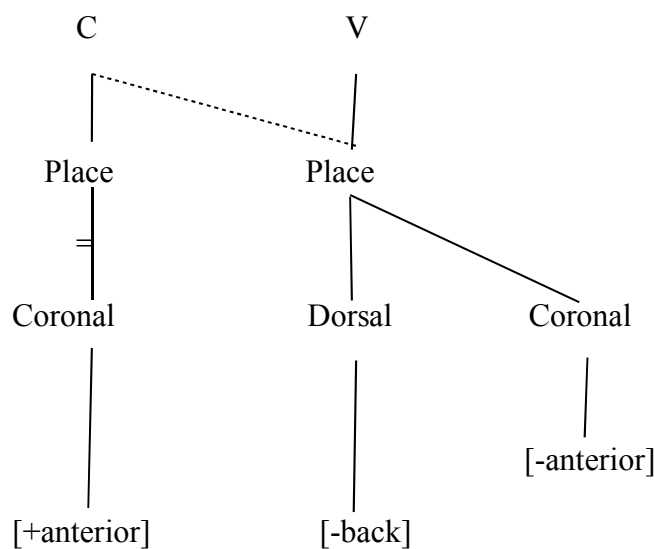 C V
Place Place
=
Coronal Dorsal Coronal
[-anterior]
[+anterior] [-back]